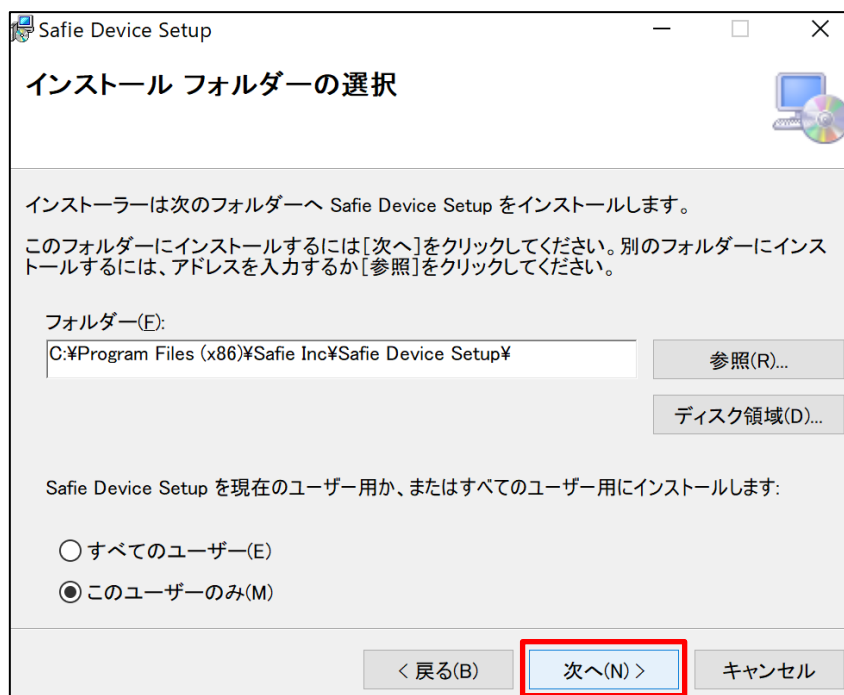 Safie Device Setup
インストール フォルダーの選択
インストーラーは次のフォルダーへ Safie Device Setup をインストールします。
このフォルダーにインストールするには[次へ]をクリックしてください。別のフォルダーにインス
トールするには、アドレスを入力するか[参照]をクリックしてください。
フォルダー(F):
C:¥Program Files (x86)¥Safie Inc¥Safie Device Setup¥
参照(R)...
ディスク領域(D)...
Safie Device Setup を現在のユーザー用か、またはすべてのユーザー用にインストールします:
すべてのユーザー(E)
このユーザーのみ(M)
< 戻る(B)
次へ(N) >
キャンセル